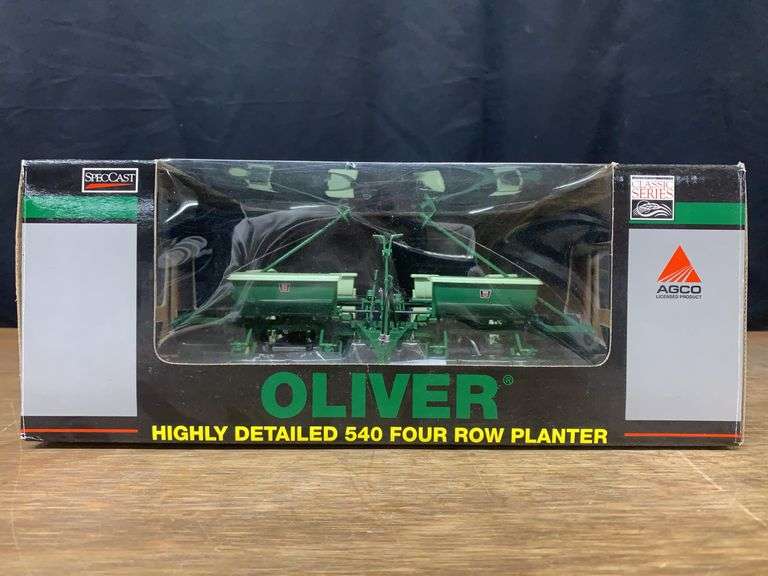 SPECCAST
CLASSIC
SERIES
AGCO
LICENSED PRODUCT
OLIVER®
HIGHLY DETAILED 540 FOUR ROW PLANTER